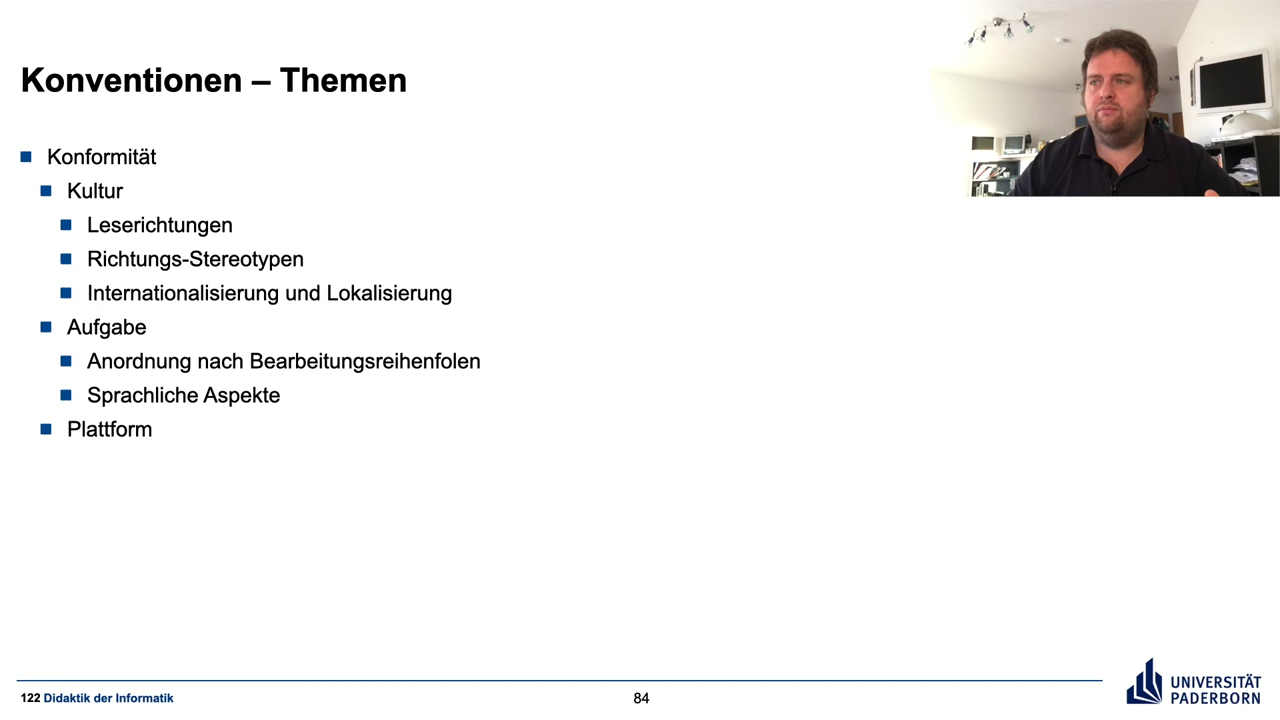 Konventionen – Themen
Konformität
Kultur
Leserichtungen
Richtungs-Stereotypen
Internationalisierung und Lokalisierung
Aufgabe
Anordnung nach Bearbeitungsreihenfolen
Sprachliche Aspekte
Plattform
122 Didaktik der Informatik
84
UNIVERSITÄT
PADERBORN